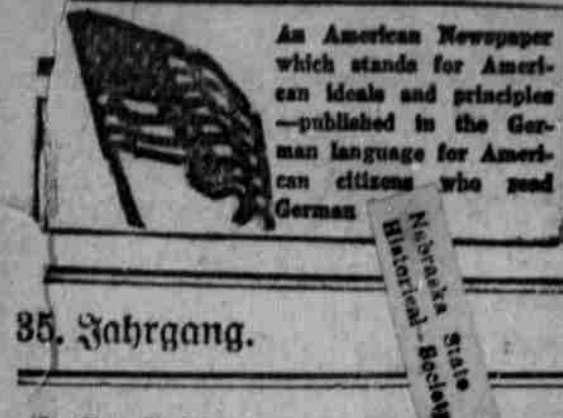 An American Newspaper
which stands for Ameri-
can ideals and principles
—published in the Ger-
man language for Ameri-
can citizens who read
German
Nebraska State
Historical-Society
35. Jahrgang.